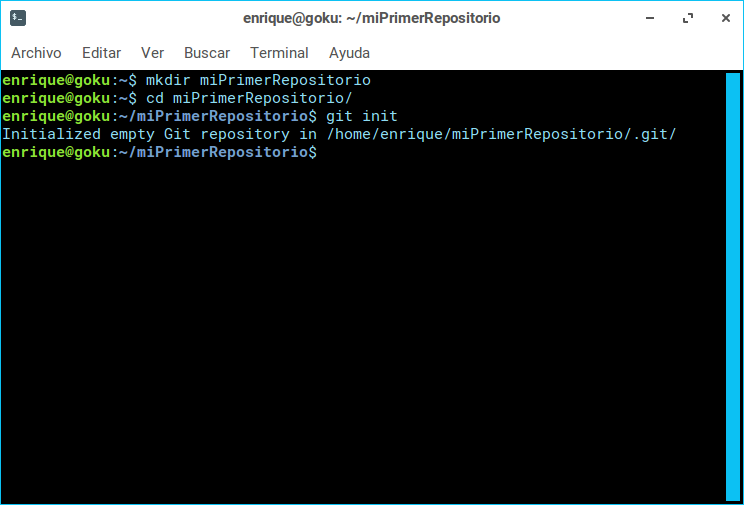 enrique@goku: ~/miPrimerRepositorio
Archivo Editar Ver Buscar Terminal Ayuda
enrique@goku:~$ mkdir miPrimerRepositorio
enrique@goku:~$ cd miPrimerRepositorio/
enrique@goku:~/miPrimerRepositorio$ git init
Initialized empty Git repository in /home/enrique/miPrimerRepositorio/.git/
enrique@goku:~/miPrimerRepositorio$